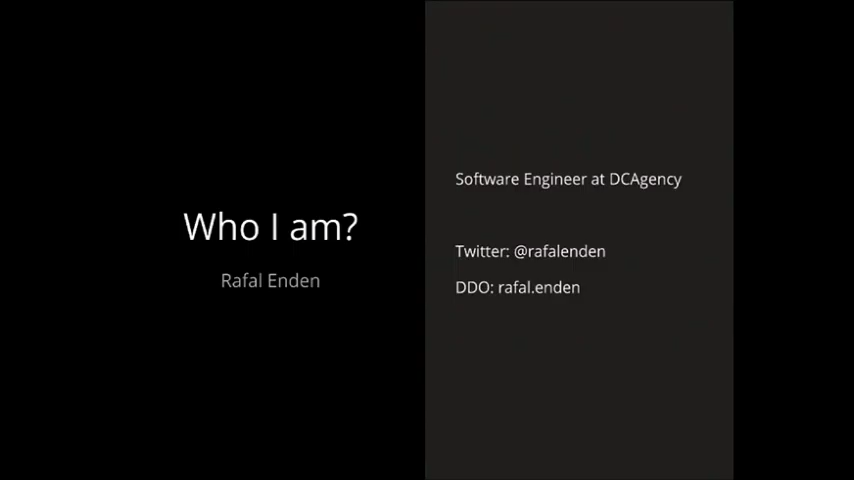 Who I am?
Rafal Enden
Software Engineer at DCAgency
Twitter: @rafalenden
DDO: rafal.enden